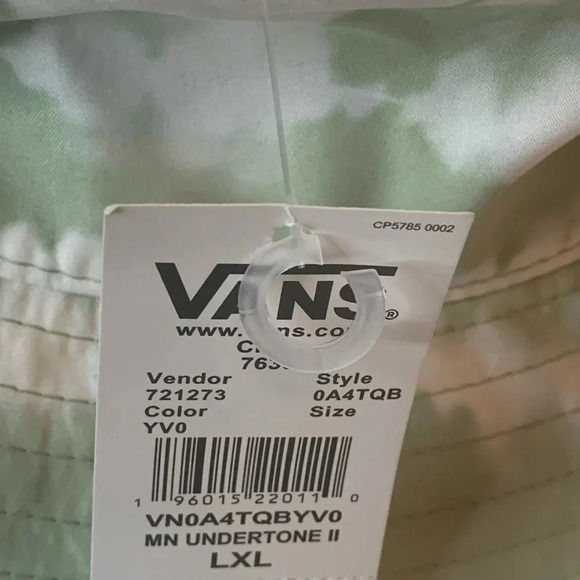 CP5785 0002
VANS
®
Vendor Style
721273 0A4TQB
Color Size
YV0
1 96015 22011 0
VN0A4TQBYV0
MN UNDERTONE II
LXL